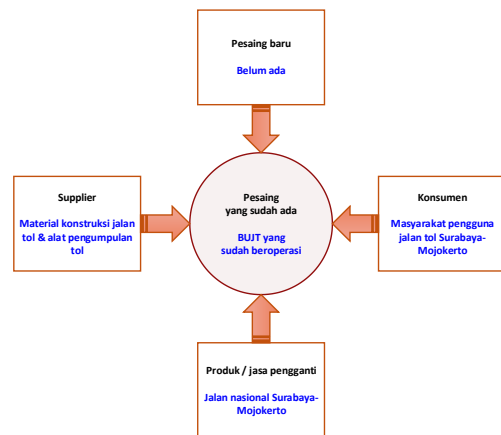 Pesaing baru
Belum ada
Supplier
Material konstruksi jalan
tol & alat pengumpulan
tol
Pesaing
yang sudah ada
BUJT yang
sudah beroperasi
Konsumen
Masyarakat pengguna
jalan tol Surabaya-
Mojokerto
Produk / jasa pengganti
Jalan nasional Surabaya-
Mojokerto